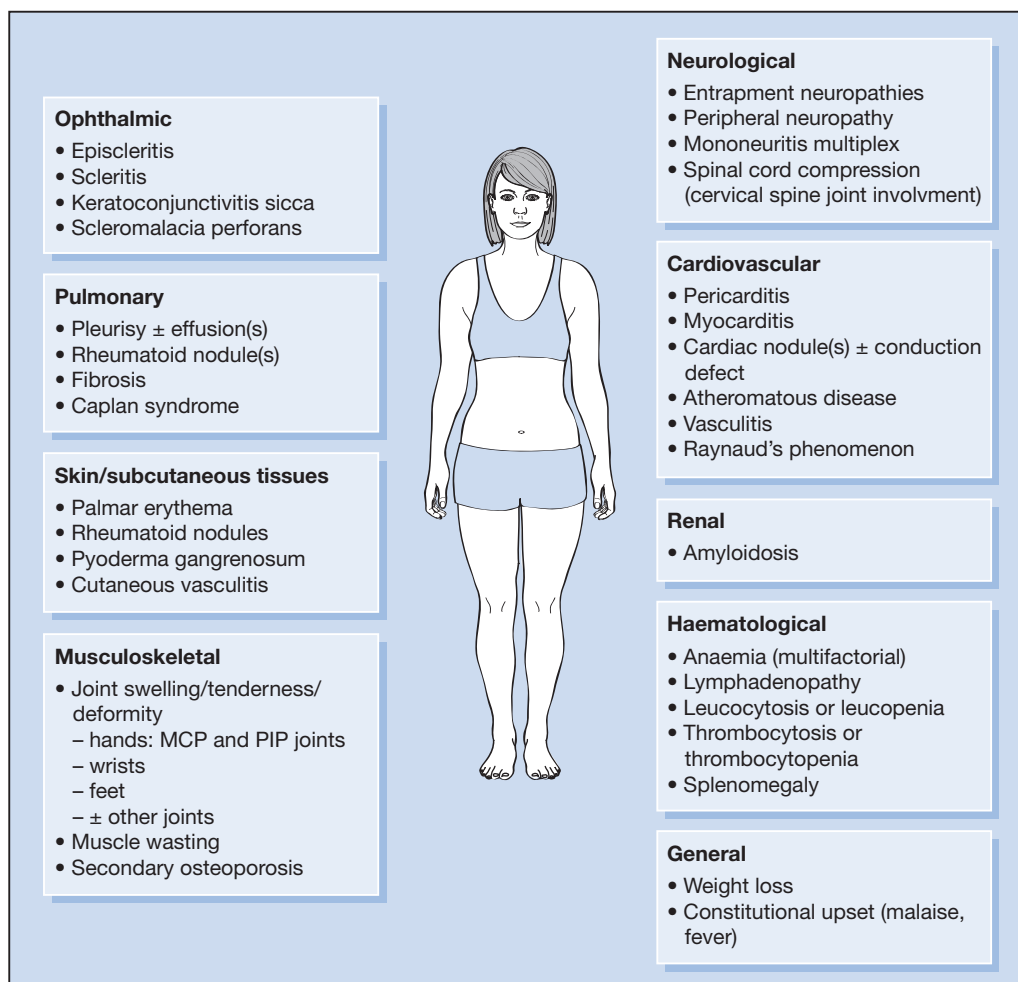 Ophthalmic
• Episcleritis
• Scleritis
• Keratoconjunctivitis sicca
• Scleromalacia perforans
Pulmonary
• Pleurisy ± effusion(s)
• Rheumatoid nodule(s)
• Fibrosis
• Caplan syndrome
Skin/subcutaneous tissues
• Palmar erythema
• Rheumatoid nodules
• Pyoderma gangrenosum
• Cutaneous vasculitis
Musculoskeletal
• Joint swelling/tenderness/
deformity
– hands: MCP and PIP joints
– wrists
– feet
– ± other joints
• Muscle wasting
• Secondary osteoporosis
Neurological
• Entrapment neuropathies
• Peripheral neuropathy
• Mononeuritis multiplex
• Spinal cord compression
(cervical spine joint involvment)
Cardiovascular
• Pericarditis
• Myocarditis
• Cardiac nodule(s) ± conduction
defect
• Atheromatous disease
• Vasculitis
• Raynaud’s phenomenon
Renal
• Amyloidosis
Haematological
• Anaemia (multifactorial)
• Lymphadenopathy
• Leucocytosis or leucopenia
• Thrombocytosis or
thrombocytopenia
• Splenomegaly
General
• Weight loss
• Constitutional upset (malaise,
fever)